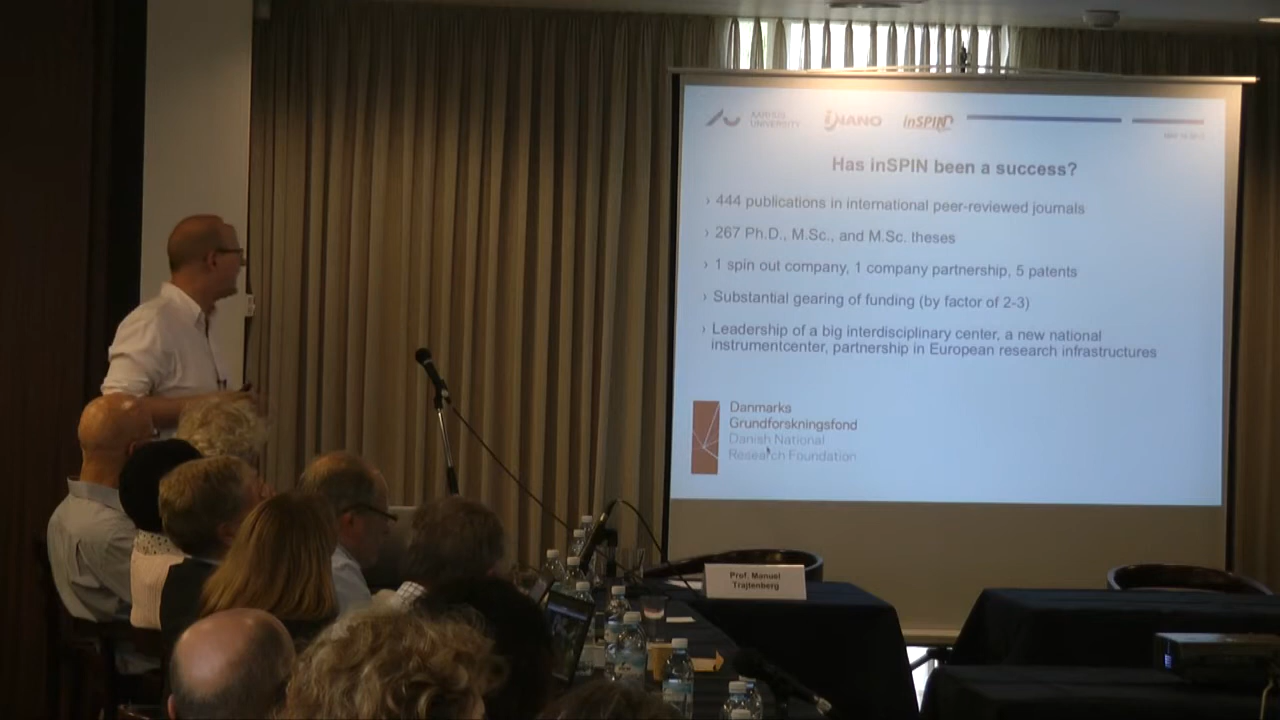 AARHUS
UNIVERSITY
iNANO
inSPIN
Has inSPIN been a success?
› 444 publications in international peer-reviewed journals
› 267 Ph.D., M.Sc., and M.Sc. theses
› 1 spin out company, 1 company partnership, 5 patents
› Substantial gearing of funding (by factor of 2-3)
› Leadership of a big interdisciplinary center, a new national
instrumentcenter, partnership in European research infrastructures
Danmarks
Grundforskningsfond
Danish National
Research Foundation
Prof. Manuel
Trajtenberg